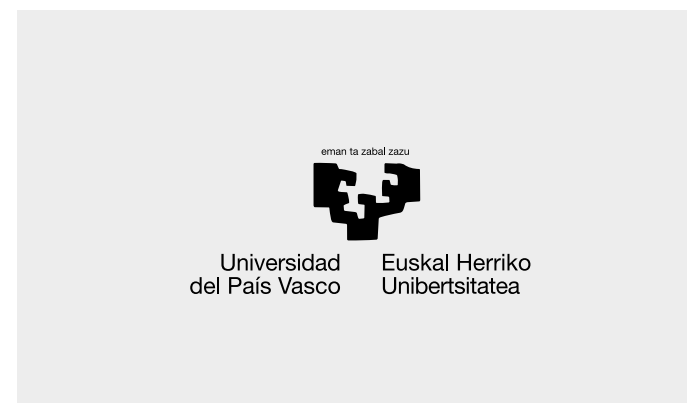 eman ta zabal zazu
Universidad
del País Vasco
Euskal Herriko
Unibertsitatea